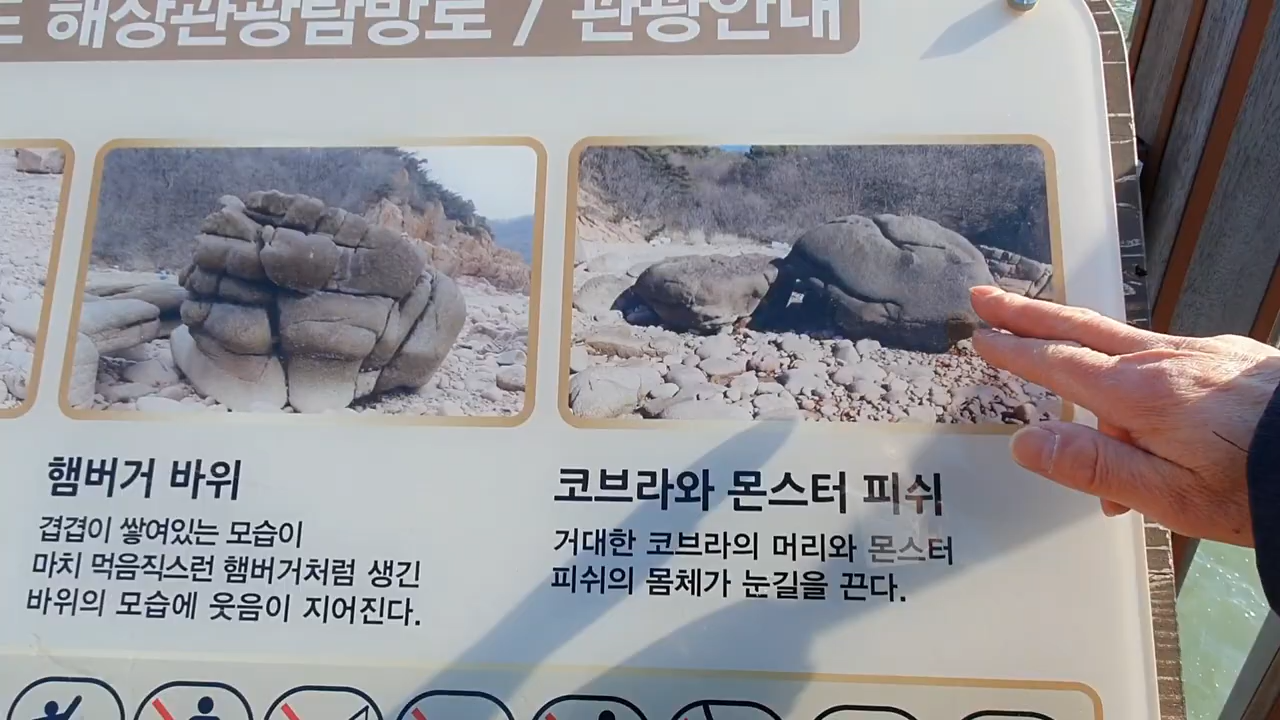 해상관광탐방로 / 관광안내
햄버거 바위
겹겹이 쌓여있는 모습이
마치 먹음직스런 햄버거처럼 생긴
바위의 모습에 웃음이 지어진다.
코브라와 몬스터 피쉬
거대한 코브라의 머리와 몬스터
피쉬의 몸체가 눈길을 끈다.